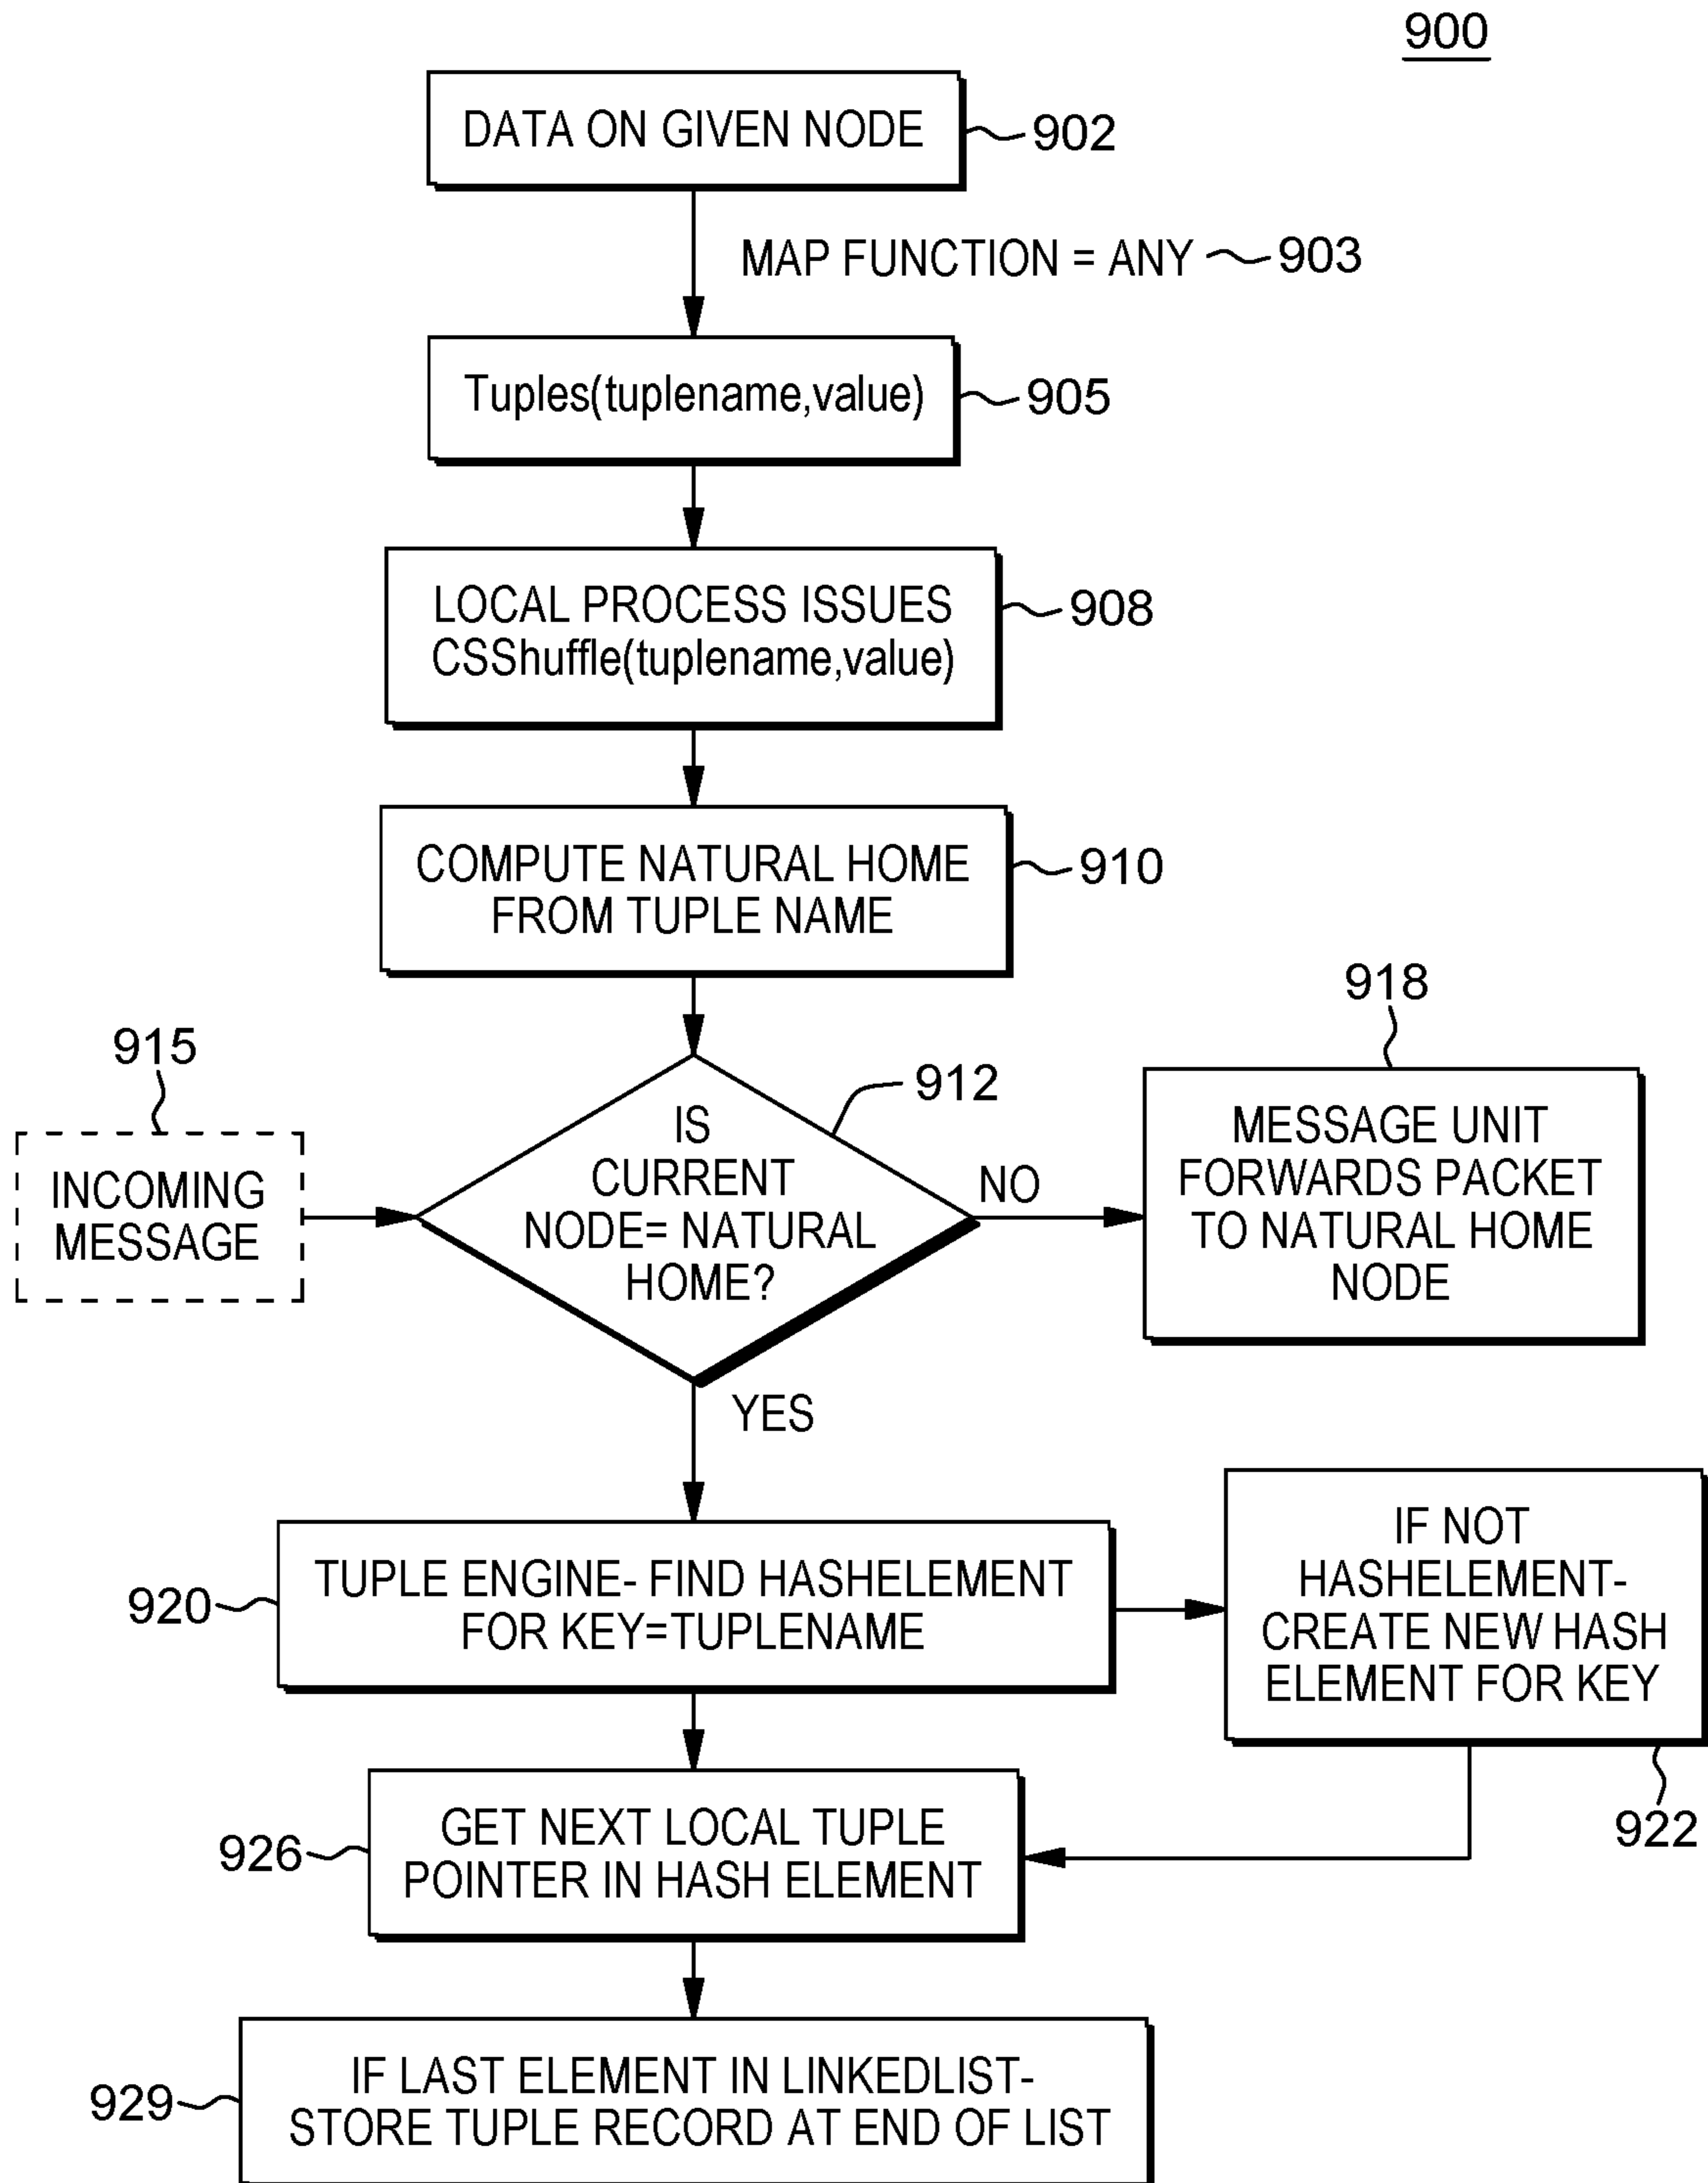 900
DATA ON GIVEN NODE
902
MAP FUNCTION = ANY
903
Tuples(tuplename,value)
905
LOCAL PROCESS ISSUES
CSShuffle(tuplename,value)
908
COMPUTE NATURAL HOME
FROM TUPLE NAME
910
915
INCOMING
MESSAGE
912
IS
CURRENT
NODE= NATURAL
HOME?
NO
918
MESSAGE UNIT
FORWARDS PACKET
TO NATURAL HOME
NODE
YES
920
TUPLE ENGINE- FIND HASHELEMENT
FOR KEY=TUPLENAME
IF NOT
HASHELEMENT-
CREATE NEW HASH
ELEMENT FOR KEY
922
926
GET NEXT LOCAL TUPLE
POINTER IN HASH ELEMENT
929
IF LAST ELEMENT IN LINKEDLIST-
STORE TUPLE RECORD AT END OF LIST